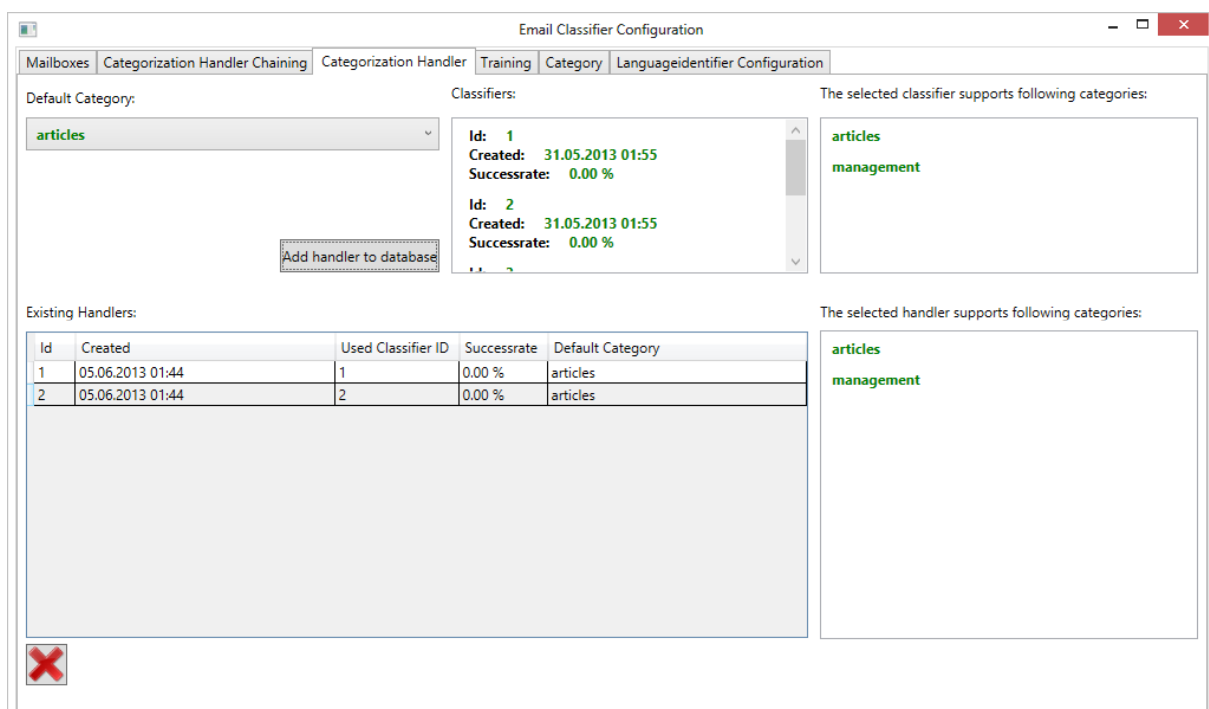 Email Classifier Configuration
Mailboxes Categorization Handler Chaining Categorization Handler Training Category Languageidentifier Configuration
Default Category:
articles
Add handler to database
Classifiers:
Id: 1
Created: 31.05.2013 01:55
Successrate: 0.00 %
Id: 2
Created: 31.05.2013 01:55
Successrate: 0.00 %
The selected classifier supports following categories:
articles
management
Existing Handlers:
Id Created Used Classifier ID Successrate Default Category
1 05.06.2013 01:44 1 0.00 % articles
2 05.06.2013 01:44 2 0.00 % articles
The selected handler supports following categories:
articles
management